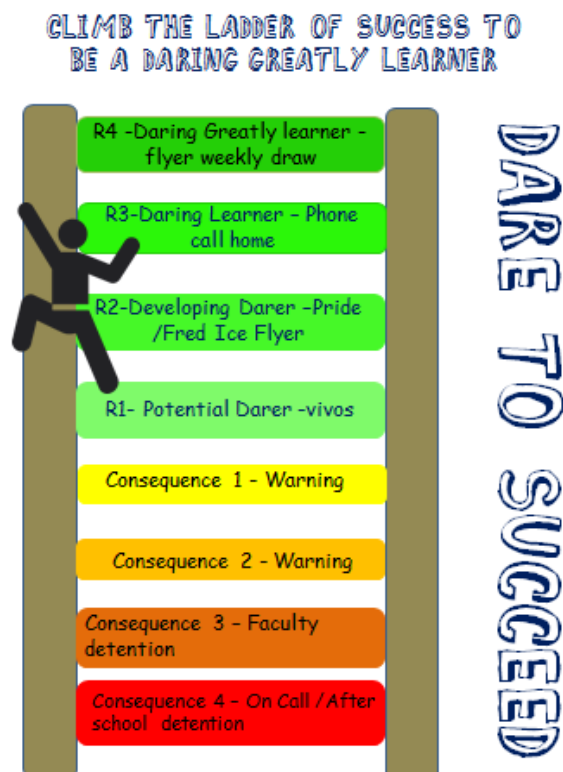 CLIMB THE LADDER OF SUCCESS TO
BE A DARING GREATLY LEARNER
R4 -Daring Greatly learner -
flyer weekly draw
R3-Daring Learner - Phone
call home
R2-Developing Darer -Pride
/Fred Ice Flyer
R1- Potential Darer -vivos
Consequence 1 - Warning
Consequence 2 - Warning
Consequence 3 - Faculty
detention
Consequence 4 - On Call /After
school detention
DARE TO SUCCEED